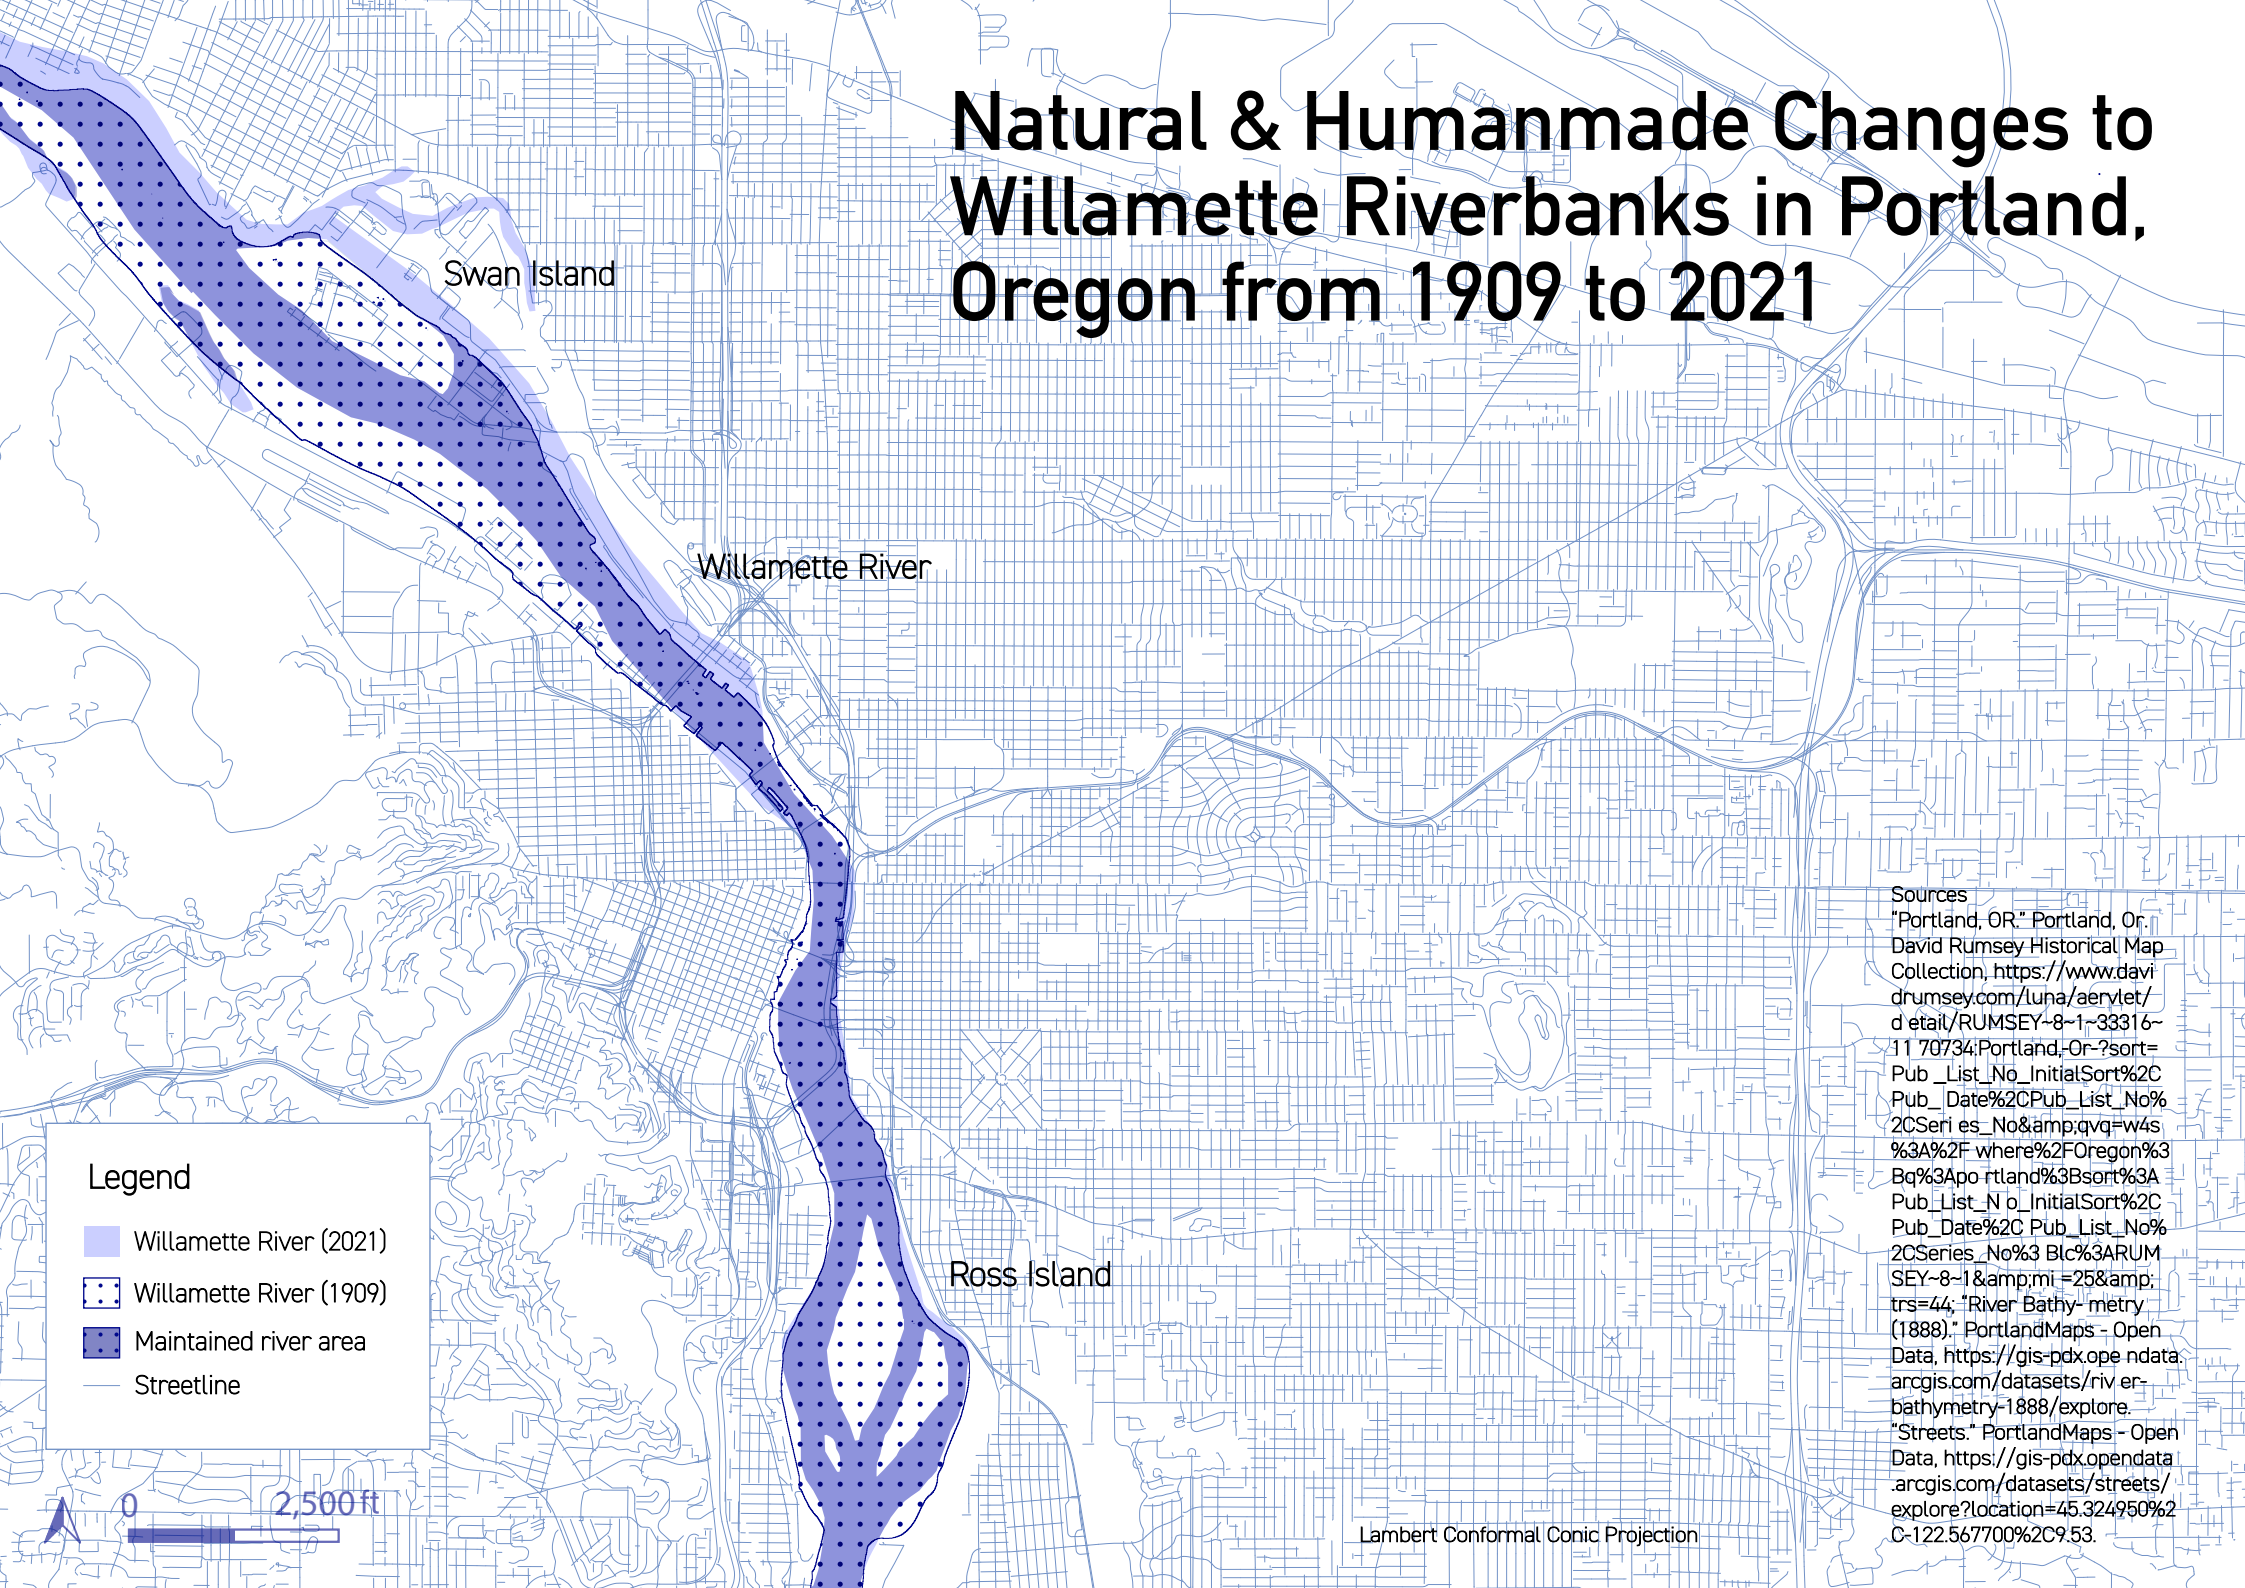 Natural & Humanmade Changes to
Willamette Riverbanks in Portland,
Oregon from 1909 to 2021
Swan Island
Willamette River
Ross Island
Legend
Willamette River (2021)
Willamette River (1909)
Maintained river area
Streetline
0
2,500 ft
Lambert Conformal Conic Projection
Sources
“Portland, OR.” Portland, Or.
David Rumsey Historical Map
Collection, https://www.davi
drumsey.com/luna/aervlet/
d etail/RUMSEY~8~1~33316~
11 70734:Portland,-Or-?sort=
Pub _List_No_InitialSort%2C
Pub_ Date%2CPub_List_No%
2CSeri es_No&amp;qvq=w4s
%3A%2F where%2FOregon%3
Bq%3Apo rtland%3Bsort%3A
Pub_List_N o_InitialSort%2C
Pub_Date%2C Pub_List_No%
2CSeries_No%3 Blc%3ARUM
SEY~8~1&amp;mi =25&amp;
trs=44; “River Bathy- metry
(1888).” PortlandMaps - Open
Data, https://gis-pdx.ope ndata.
arcgis.com/datasets/riv er-
bathymetry-1888/explore.
“Streets.” PortlandMaps - Open
Data, https://gis-pdx.opendata
.arcgis.com/datasets/streets/
explore?location=45.324950%2
C-122.567700%2C9.53.